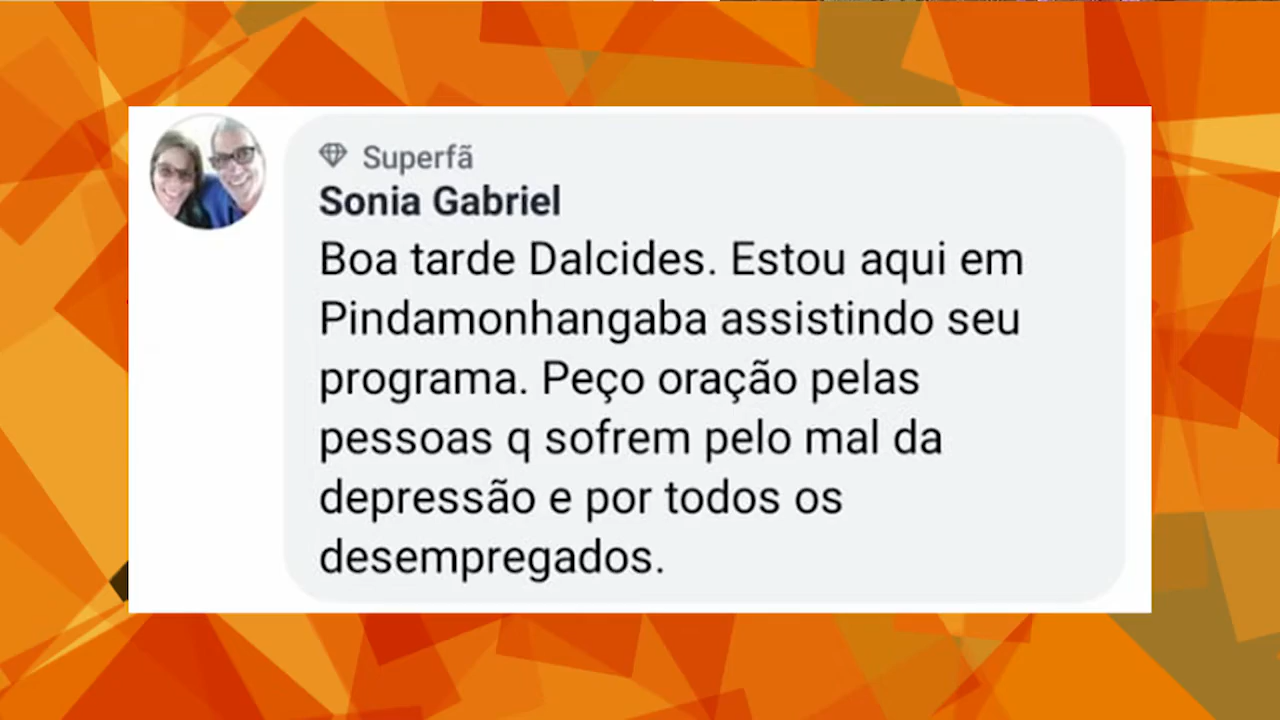 Superfã
Sonia Gabriel
Boa tarde Dalcides. Estou aqui em
Pindamonhangaba assistindo seu
programa. Peço oração pelas
pessoas q sofrem pelo mal da
depressão e por todos os
desempregados.